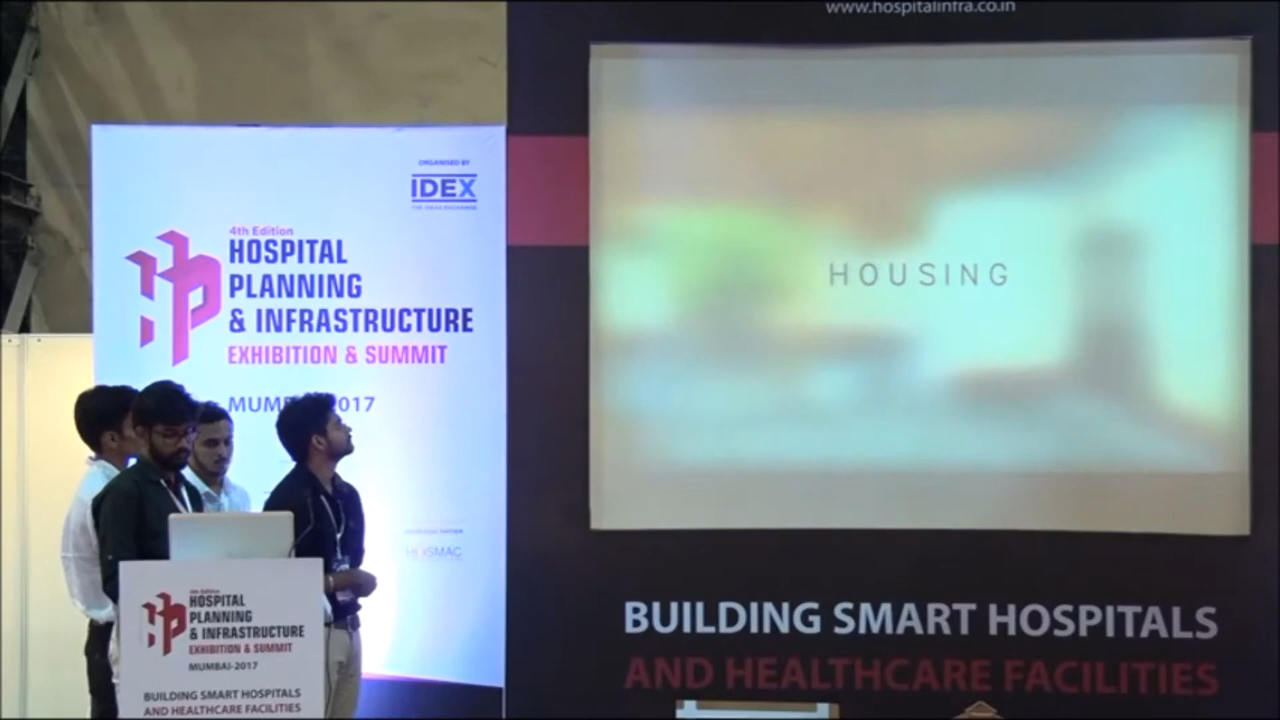 www.hospitalinfra.co.in
ORGANISED BY
IDEX
4th Edition
HOSPITAL
PLANNING
& INFRASTRUCTURE
EXHIBITION & SUMMIT
HOUSING
HOSMAC
4th Edition
HOSPITAL
PLANNING
& INFRASTRUCTURE
EXHIBITION & SUMMIT
MUMBAI-2017
BUILDING SMART HOSPITALS
AND HEALTHCARE FACILITIES
BUILDING SMART HOSPITALS
AND HEALTHCARE FACILITIES